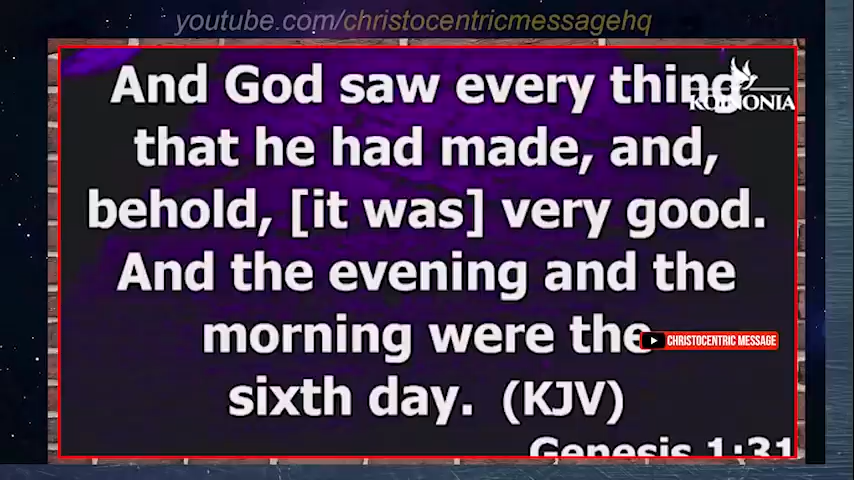 youtube.com/christocentricmessagehq
And God saw every thing
KOINONIA
that he had made, and,
behold, [it was] very good.
And the evening and the
morning were the
CHRISTOCENTRIC MESSAGE
sixth day. (KJV)
Genesis 1:31